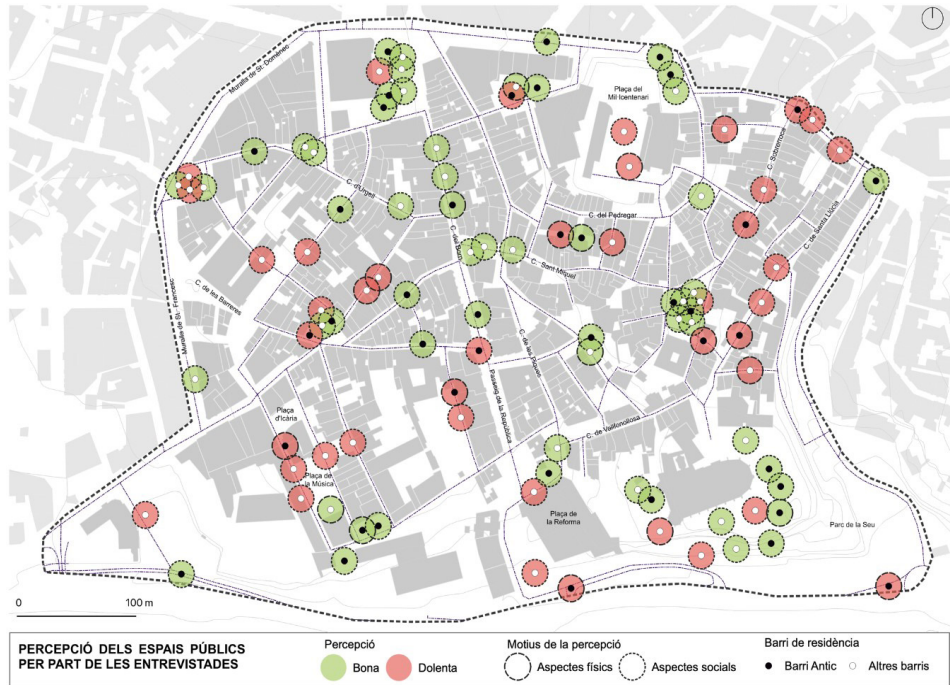 Muralla de St. Domènec
Plaça del
Mil·lcentenari
C. Sobreroca
C. d'Urgell
C. del Pedregar
C. de Santa Llúcia
C. del Born
C. Sant Miquel
C. de les Barreres
Muralla de St. Francesc
C. de les Piques
Passeig de la República
Plaça
d'Icària
C. de Vallfonollosa
Plaça de
la Música
Plaça de
la Reforma
Parc de la Seu
0 100 m
PERCEPCIÓ DELS ESPAIS PÚBLICS
PER PART DE LES ENTREVISTADES
Percepció
Bona
Dolenta
Motius de la percepció
Aspectes físics
Aspectes socials
Barri de residència
Barri Antic
Altres barris